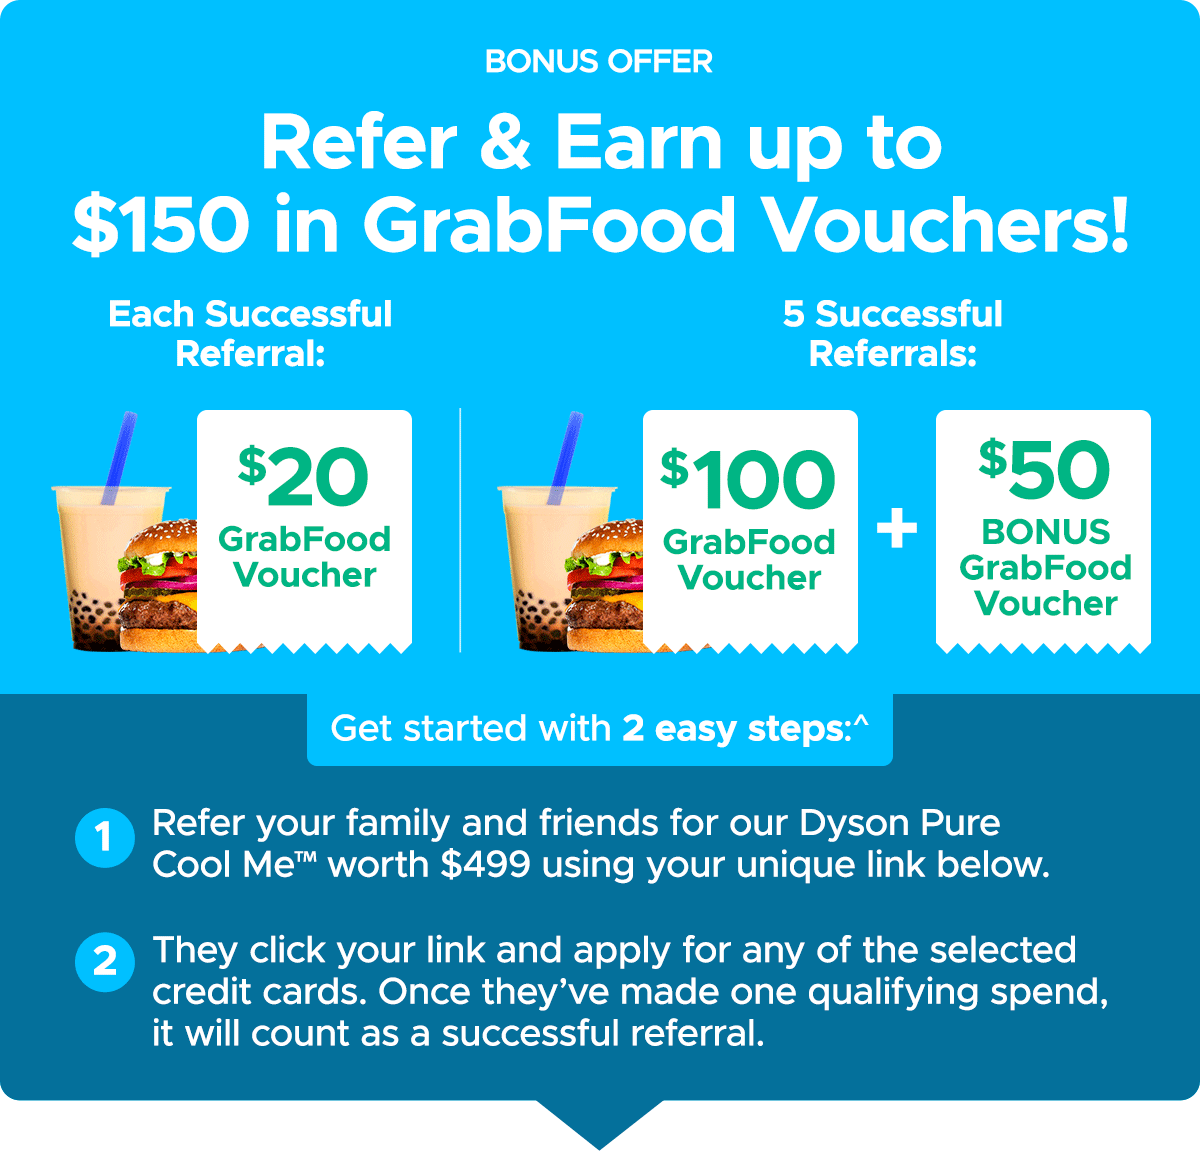 BONUS OFFER
Refer & Earn up to
$150 in GrabFood Vouchers!
Each Successful
Referral:
$20
GrabFood
Voucher
5 Successful
Referrals:
$100
GrabFood
Voucher
+
$50
BONUS
GrabFood
Voucher
Get started with 2 easy steps:^
1
Refer your family and friends for our Dyson Pure
Cool Me™ worth $499 using your unique link below.
2
They click your link and apply for any of the selected
credit cards. Once they’ve made one qualifying spend,
it will count as a successful referral.